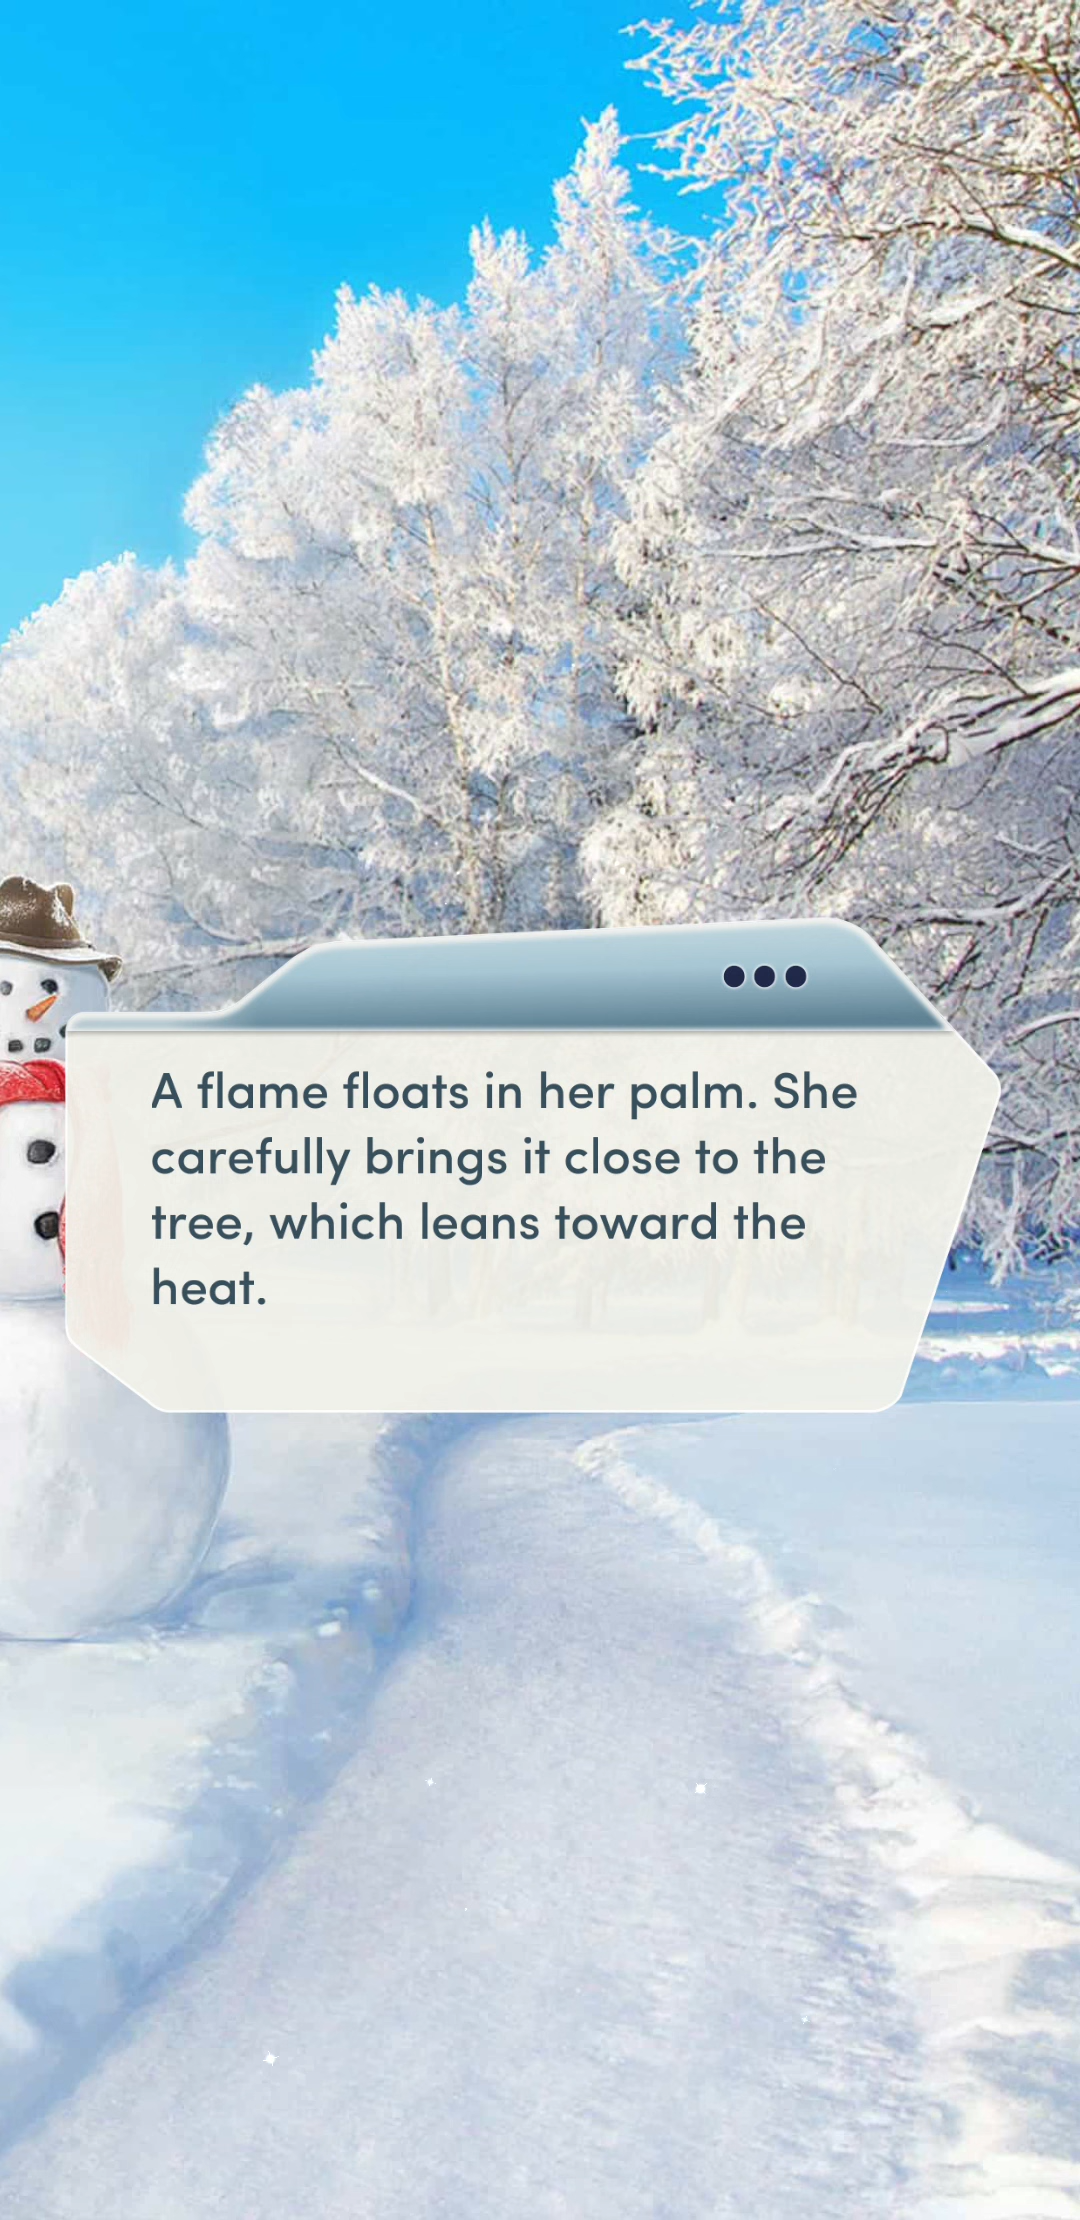 A flame floats in her palm. She
carefully brings it close to the
tree, which leans toward the
heat.